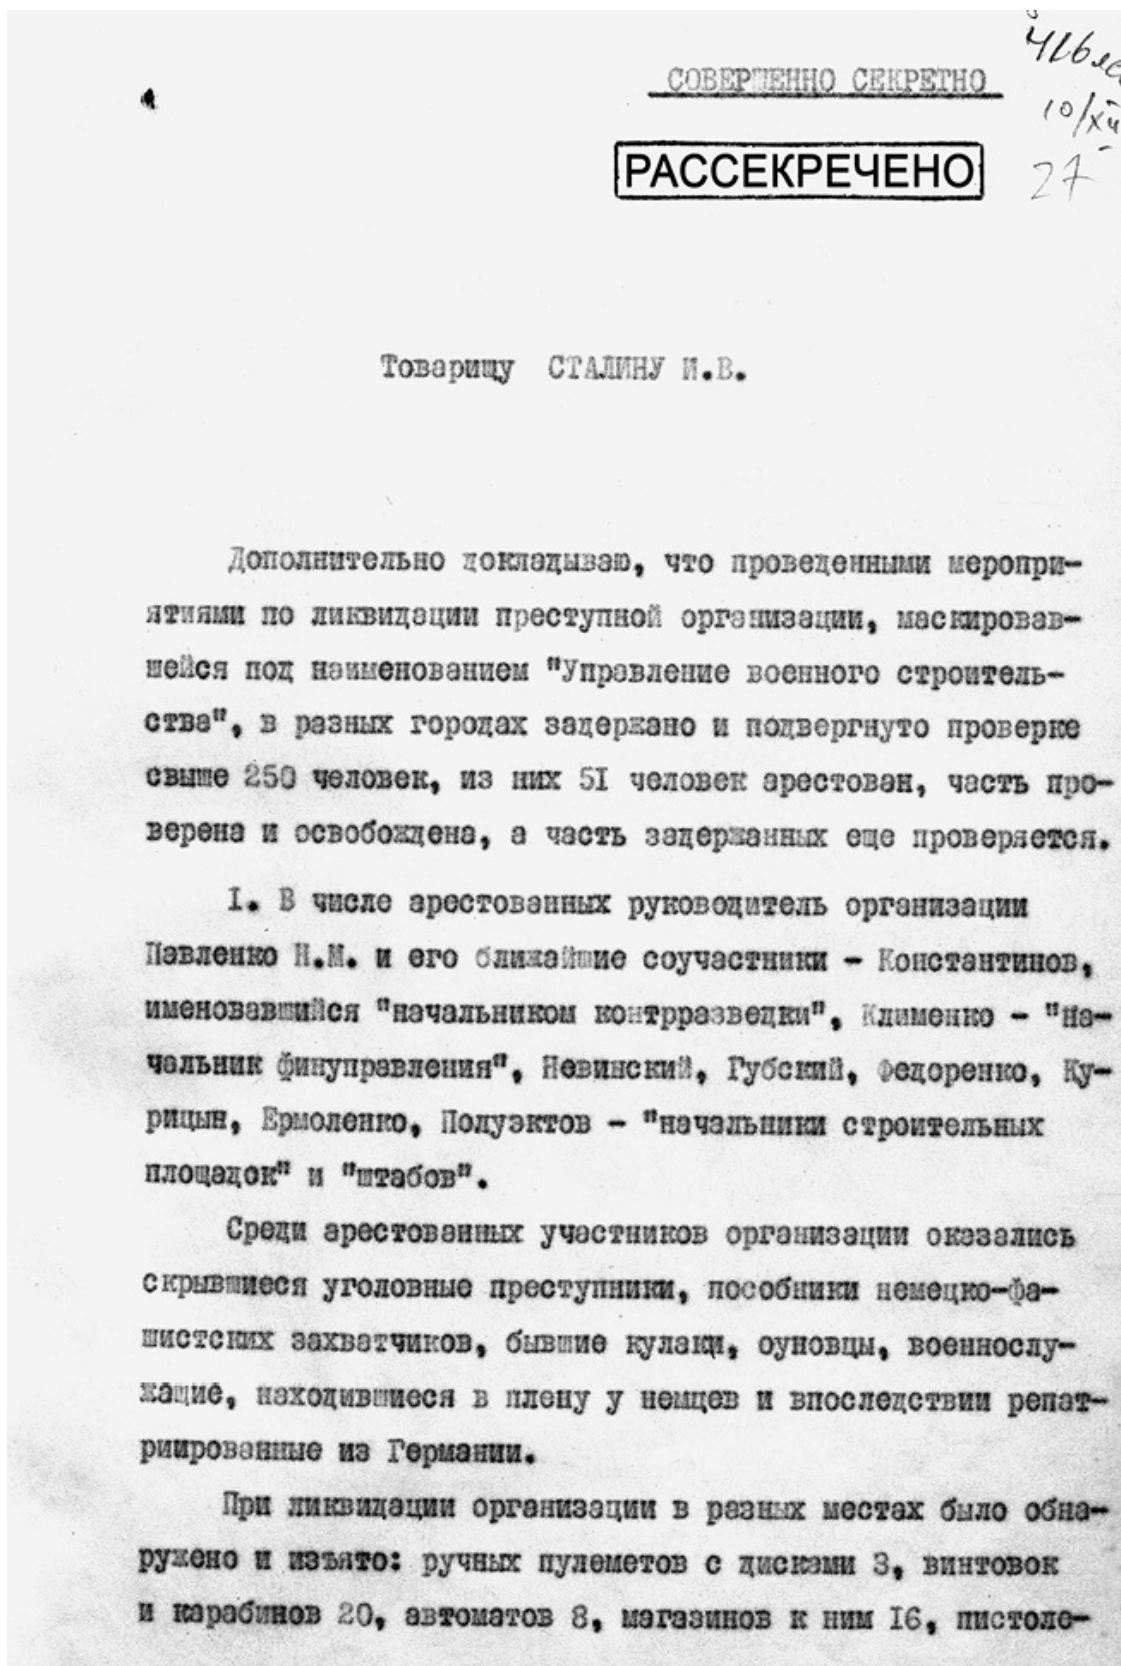 СОВЕРШЕННО СЕКРЕТНО
10/XII
РАССЕКРЕЧЕНО
27
Товарищу СТАЛИНУ И.В.
Дополнительно докладываю, что проведенными меропри-
ятиями по ликвидации преступной организации, маскировав-
шейся под наименованием "Управление военного строитель-
ства", в разных городах задержано и подвергнуто проверке
свыше 250 человек, из них 51 человек арестован, часть про-
верена и освобождена, а часть задержанных еще проверяется.
I. В числе арестованных руководитель организации
Павленко Н.М. и его ближайшие соучастники - Константинов,
именовавшийся "начальником контрразведки", Клименко - "на-
чальник финуправления", Невинский, Губский, Федоренко, Ку-
рицын, Ермоленко, Полуэктов - "начальники строительных
площадок" и "штабов".
Среди арестованных участников организации оказались
скрывшиеся уголовные преступники, пособники немецко-фа-
шистских захватчиков, бывшие кулаки, оуновцы, военнослу-
жащие, находившиеся в плену у немцев и впоследствии репат-
риированные из Германии.
При ликвидации организации в разных местах было обна-
ружено и изъято: ручных пулеметов с дисками 3, винтовок
и карабинов 20, автоматов 8, магазинов к ним 16, пистоле-